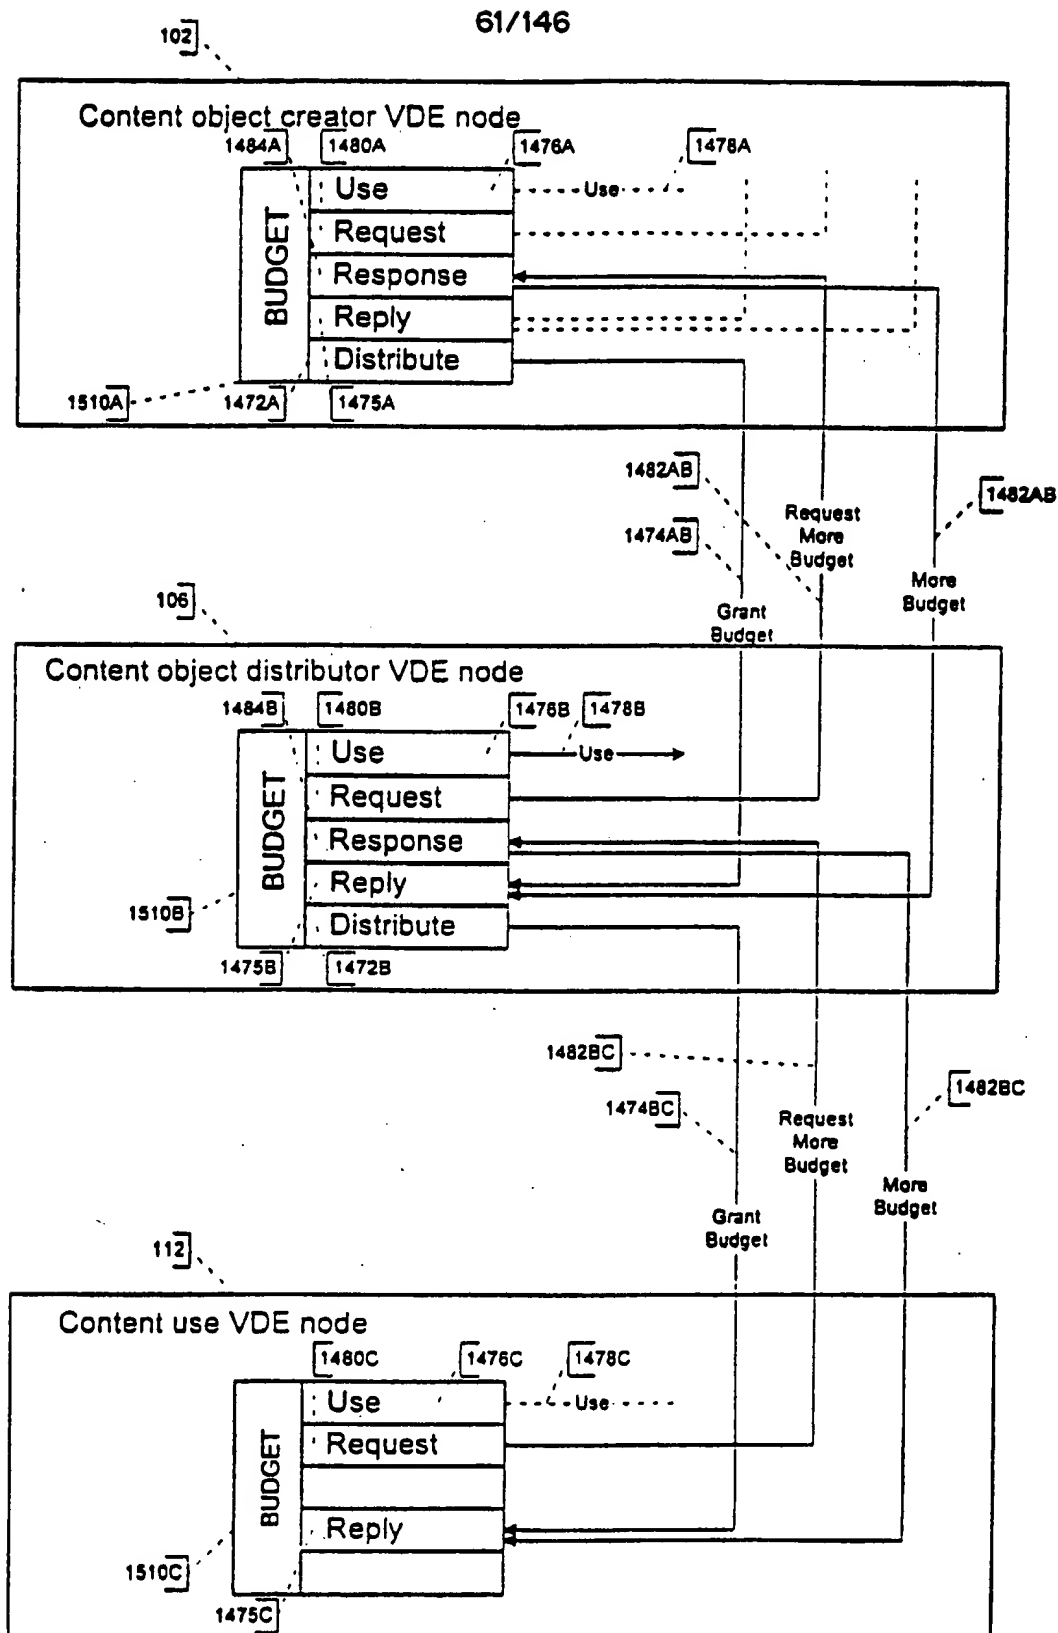 61/146
102
Content object creator VDE node
1484A 1480A 1476A 1478A
BUDGET
Use
Use
Request
Response
Reply
Distribute
1510A 1472A 1475A
1482AB
1482AB
Request
More
Budget
1474AB
More
Budget
Grant
Budget
106
Content object distributor VDE node
1484B 1480B 1476B 1478B
BUDGET
Use
Use
Request
Response
Reply
Distribute
1510B
1475B 1472B
1482BC
1482BC
1474BC
Request
More
Budget
More
Budget
Grant
Budget
112
Content use VDE node
1480C 1476C 1478C
BUDGET
Use
Use
Request
Reply
1510C
1475C